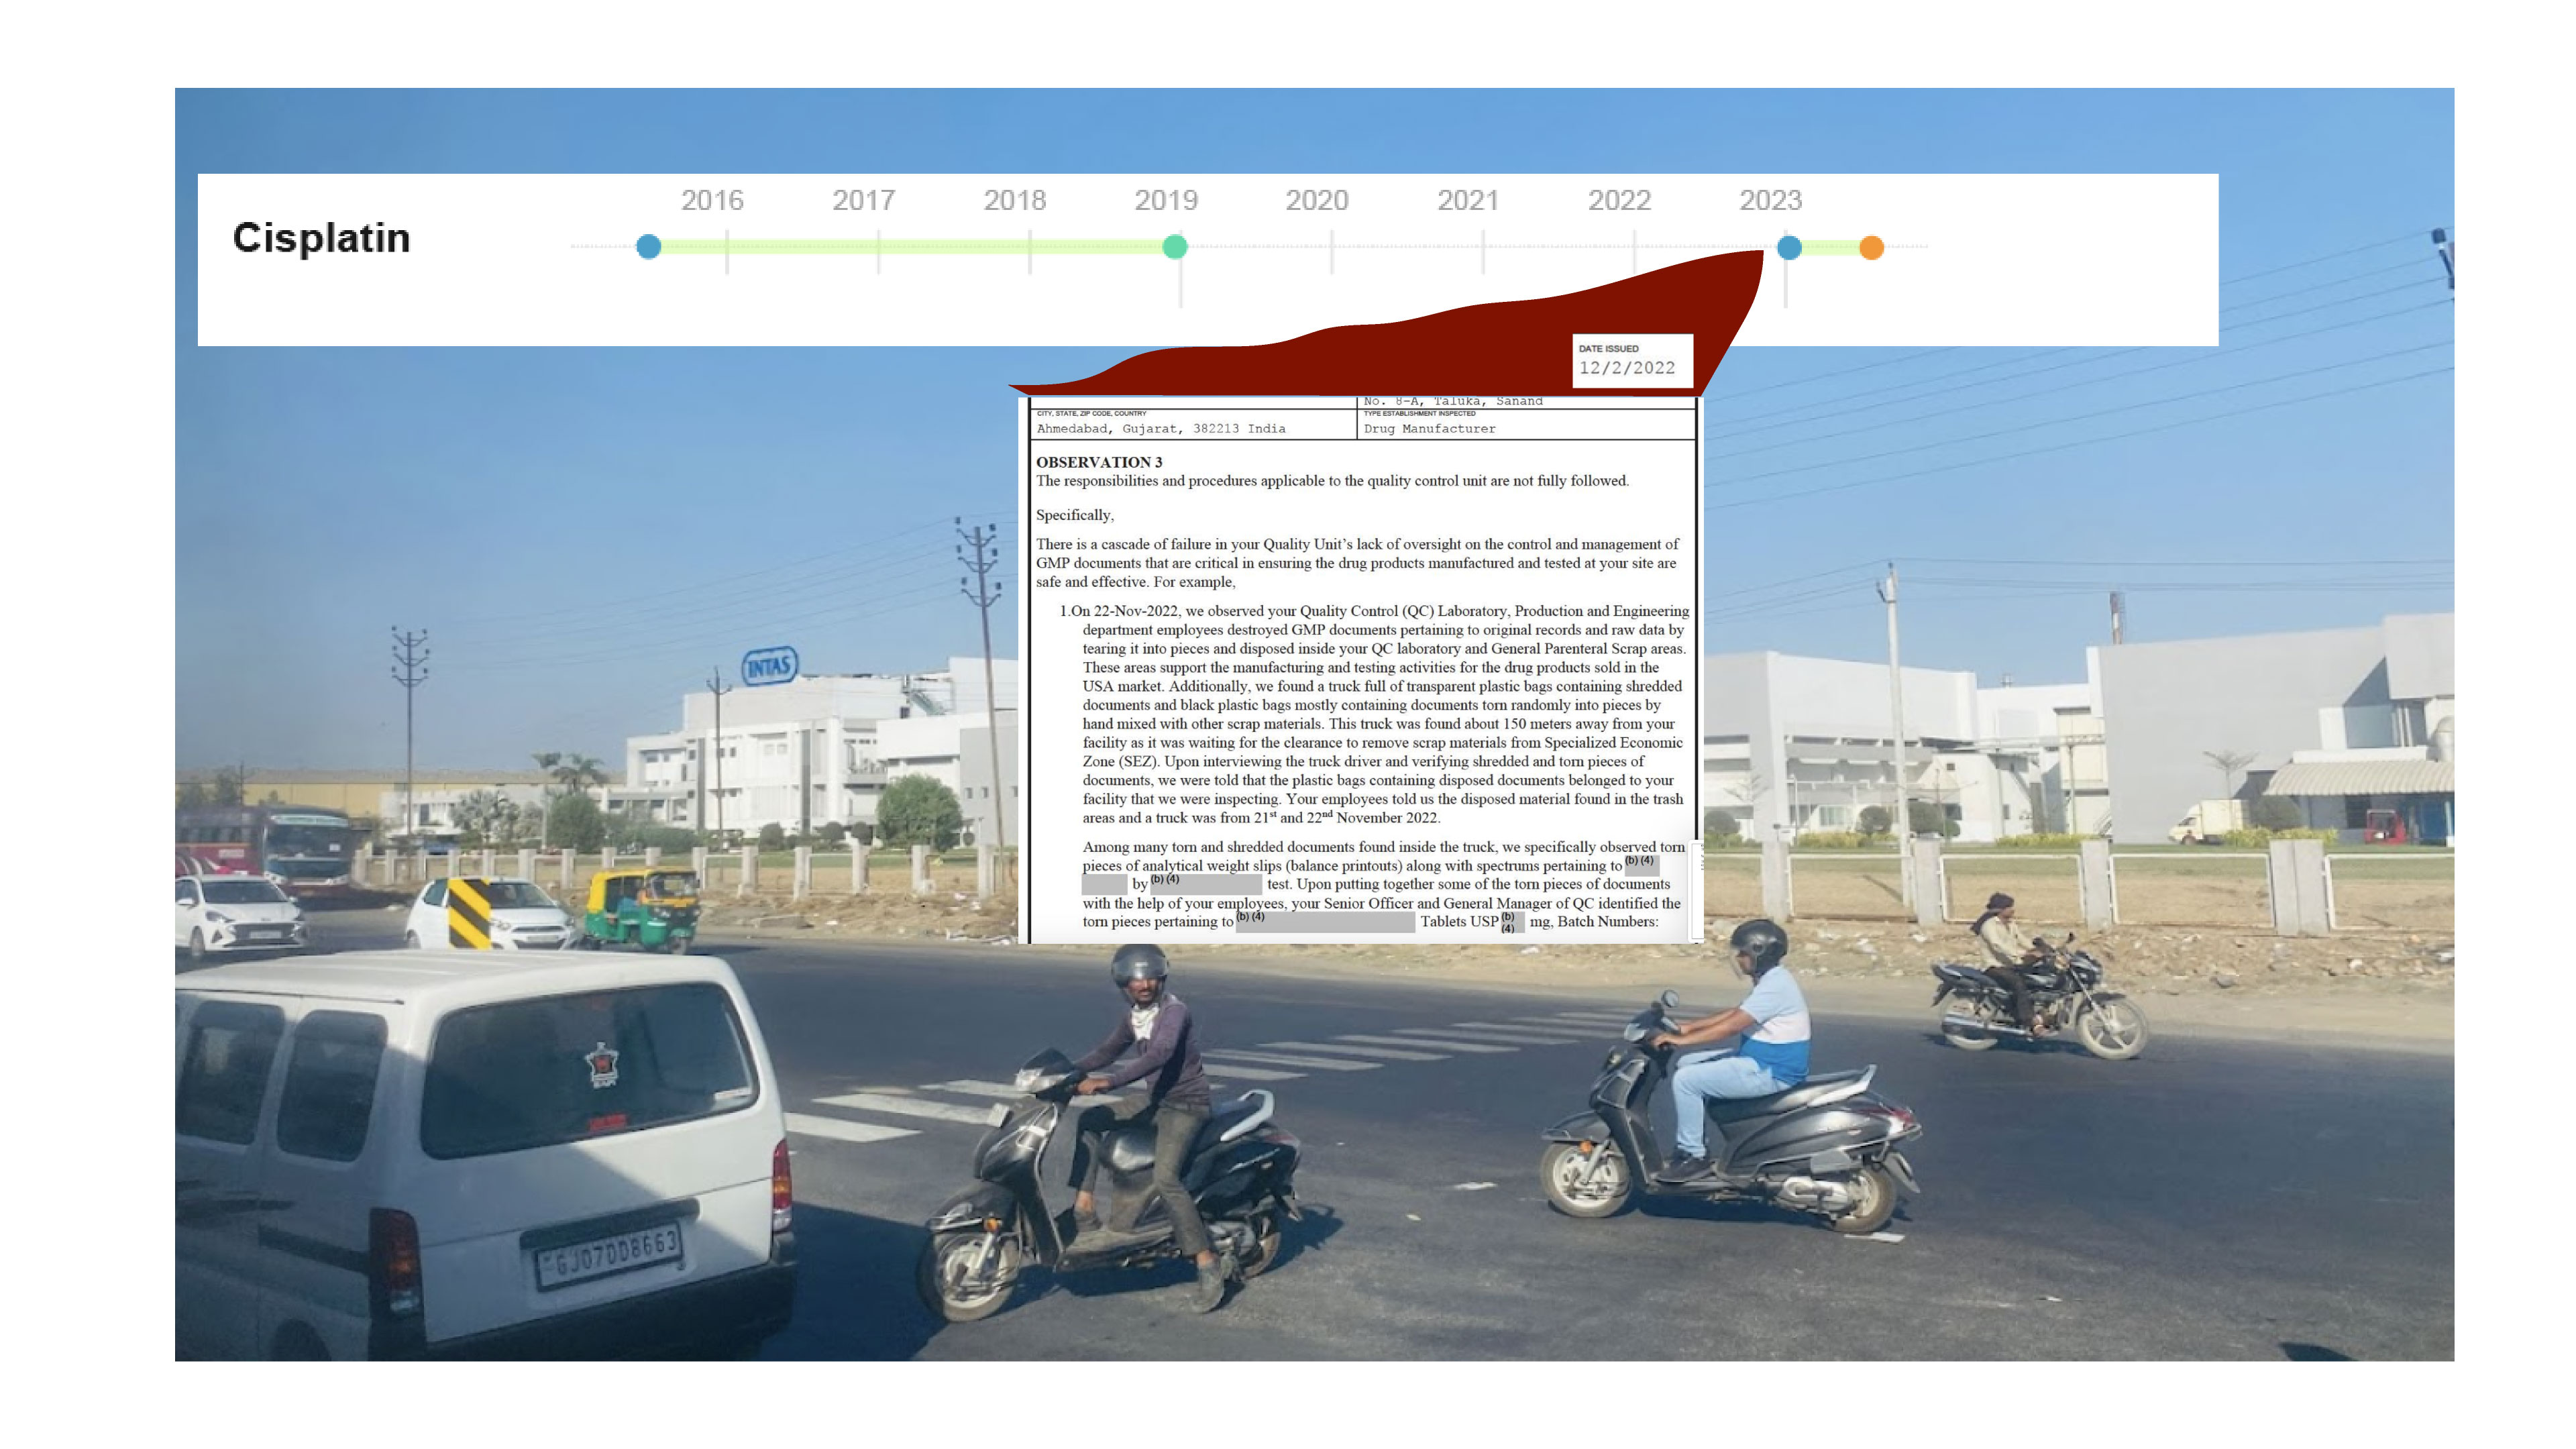 2016 2017 2018 2019 2020 2021 2022 2023
Cisplatin
DATE ISSUED
12/2/2022
No. 8-A, Taluka, Sanand
CITY, STATE, ZIP CODE, COUNTRY
TYPE ESTABLISHMENT INSPECTED
Ahmedabad, Gujarat, 382213 India
Drug Manufacturer
OBSERVATION 3
The responsibilities and procedures applicable to the quality control unit are not fully followed.
Specifically,
There is a cascade of failure in your Quality Unit's lack of oversight on the control and management of
GMP documents that are critical in ensuring the drug products manufactured and tested at your site are
safe and effective. For example,
1.On 22-Nov-2022, we observed your Quality Control (QC) Laboratory, Production and Engineering
department employees destroyed GMP documents pertaining to original records and raw data by
tearing it into pieces and disposed inside your QC laboratory and General Parenteral Scrap areas.
These areas support the manufacturing and testing activities for the drug products sold in the
USA market. Additionally, we found a truck full of transparent plastic bags containing shredded
documents and black plastic bags mostly containing documents torn randomly into pieces by
hand mixed with other scrap materials. This truck was found about 150 meters away from your
facility as it was waiting for the clearance to remove scrap materials from Specialized Economic
Zone (SEZ). Upon interviewing the truck driver and verifying shredded and torn pieces of
documents, we were told that the plastic bags containing disposed documents belonged to your
facility that we were inspecting. Your employees told us the disposed material found in the trash
areas and a truck was from 21st and 22nd November 2022.
Among many torn and shredded documents found inside the truck, we specifically observed torn
pieces of analytical weight slips (balance printouts) along with spectrums pertaining to (b) (4)
by (b) (4) test. Upon putting together some of the torn pieces of documents
with the help of your employees, your Senior Officer and General Manager of QC identified the
torn pieces pertaining to (b) (4) Tablets USP (b) (4) mg, Batch Numbers:
INTAS
GJ07DD8663